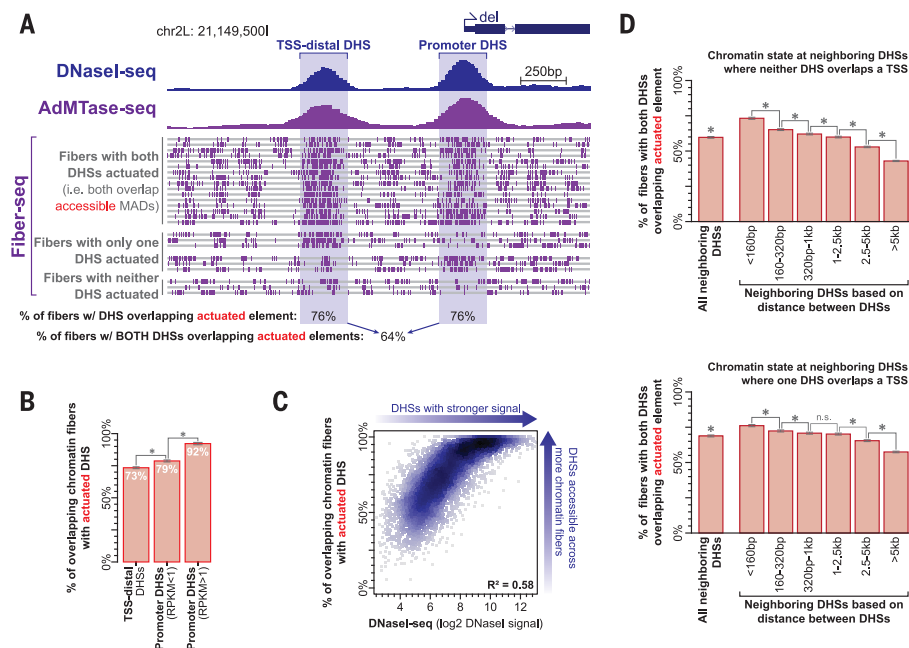 A
chr2L: 21,149,500|
del
TSS-distal DHS
Promoter DHS
DNaseI-seq
250bp
AdMTase-seq
Fiber-seq
Fibers with both
DHSs actuated
(i.e. both overlap
accessible MADs)
Fibers with only one
DHS actuated
Fibers with neither
DHS actuated
% of fibers w/ DHS overlapping actuated element:
76%
76%
% of fibers w/ BOTH DHSs overlapping actuated elements:
64%
B
% of overlapping chromatin fibers
with actuated DHS
100%
50%
0%
*
*
73%
79%
92%
TSS-distal
DHSs
Promoter DHSs
(RPKM<1)
Promoter DHSs
(RPKM>1)
C
DHSs with stronger signal
% of overlapping chromatin fibers
with actuated DHS
100%
50%
0%
R² = 0.58
4
6
8
10
12
DNaseI-seq (log2 DNaseI signal)
DHSs accessible across
more chromatin fibers
D
Chromatin state at neighboring DHSs
where neither DHS overlaps a TSS
% of fibers with both DHSs
overlapping actuated element
100%
50%
0%
*
*
*
*
*
*
All neighboring
DHSs
<160bp
160-320bp
320bp-1kb
1-2.5kb
2.5-5kb
>5kb
Neighboring DHSs based on
distance between DHSs
Chromatin state at neighboring DHSs
where one DHS overlaps a TSS
% of fibers with both DHSs
overlapping actuated element
100%
50%
0%
*
*
*
n.s.
*
*
All neighboring
DHSs
<160bp
160-320bp
320bp-1kb
1-2.5kb
2.5-5kb
>5kb
Neighboring DHSs based on
distance between DHSs